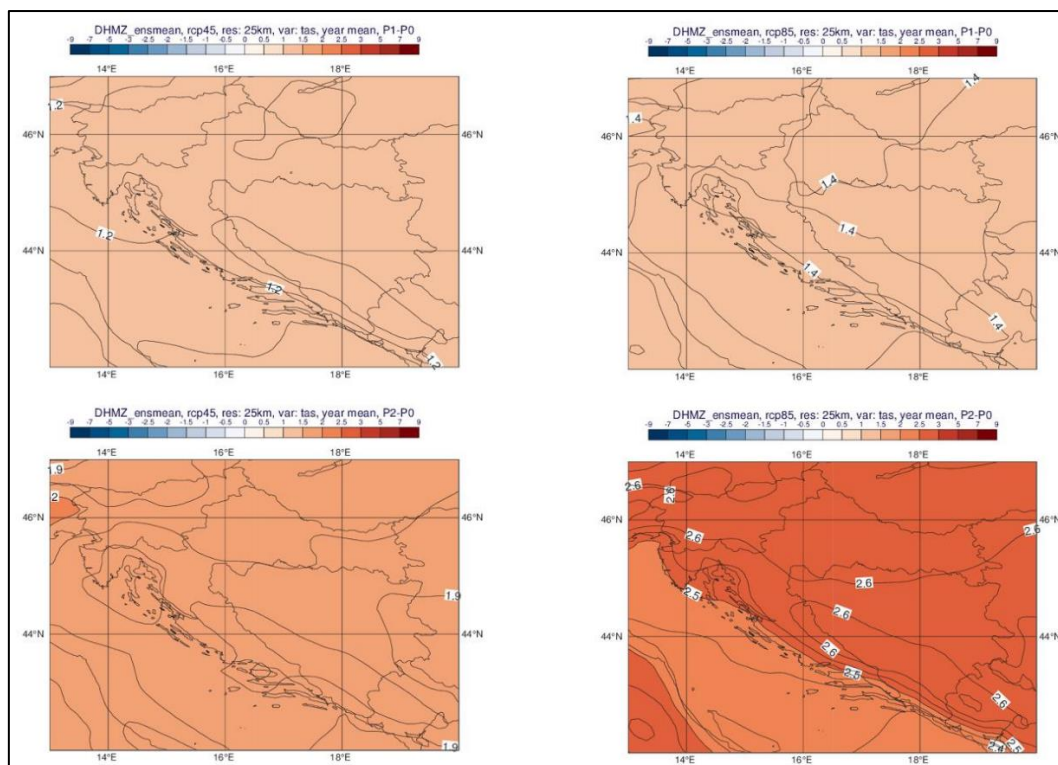 DHMZ_ensmean, rcp45, res: 25km, var: tas, year mean, P1-P0
-9 -7 -5 -3 -2.5 -2 -1.5 -1 -0.5 0 0.5 1 1.5 2 2.5 3 5 7 9
14°E 16°E 18°E
1.2
46°N
44°N
1.2
1.2
1.2
14°E 16°E 18°E
DHMZ_ensmean, rcp85, res: 25km, var: tas, year mean, P1-P0
-9 -7 -5 -3 -2.5 -2 -1.5 -1 -0.5 0 0.5 1 1.5 2 2.5 3 5 7 9
14°E 16°E 18°E
1.4
1.4
46°N
1.4
1.4
44°N
1.4
1.4
14°E 16°E 18°E
DHMZ_ensmean, rcp45, res: 25km, var: tas, year mean, P2-P0
-9 -7 -5 -3 -2.5 -2 -1.5 -1 -0.5 0 0.5 1 1.5 2 2.5 3 5 7 9
14°E 16°E 18°E
1.9
2
46°N
1.9
44°N
1.9
14°E 16°E 18°E
DHMZ_ensmean, rcp85, res: 25km, var: tas, year mean, P2-P0
-9 -7 -5 -3 -2.5 -2 -1.5 -1 -0.5 0 0.5 1 1.5 2 2.5 3 5 7 9
14°E 16°E 18°E
2.6
2.6
2.6
46°N
2.6
2.6
2.5
2.6
44°N
2.6
2.5
2.6
2.4
2.5
14°E 16°E 18°E